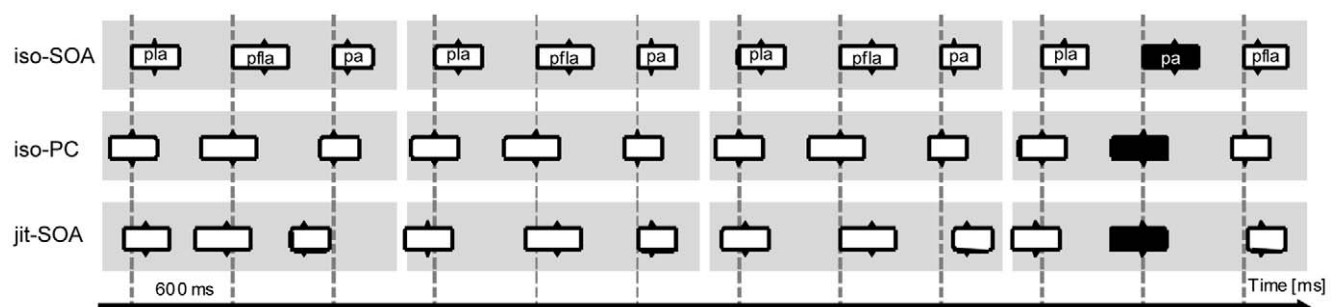 iso-SOA pla pfla pa pla pfla pa pla pfla pa pla pa pfla
iso-PC
jit-SOA
600 ms Time [ms]